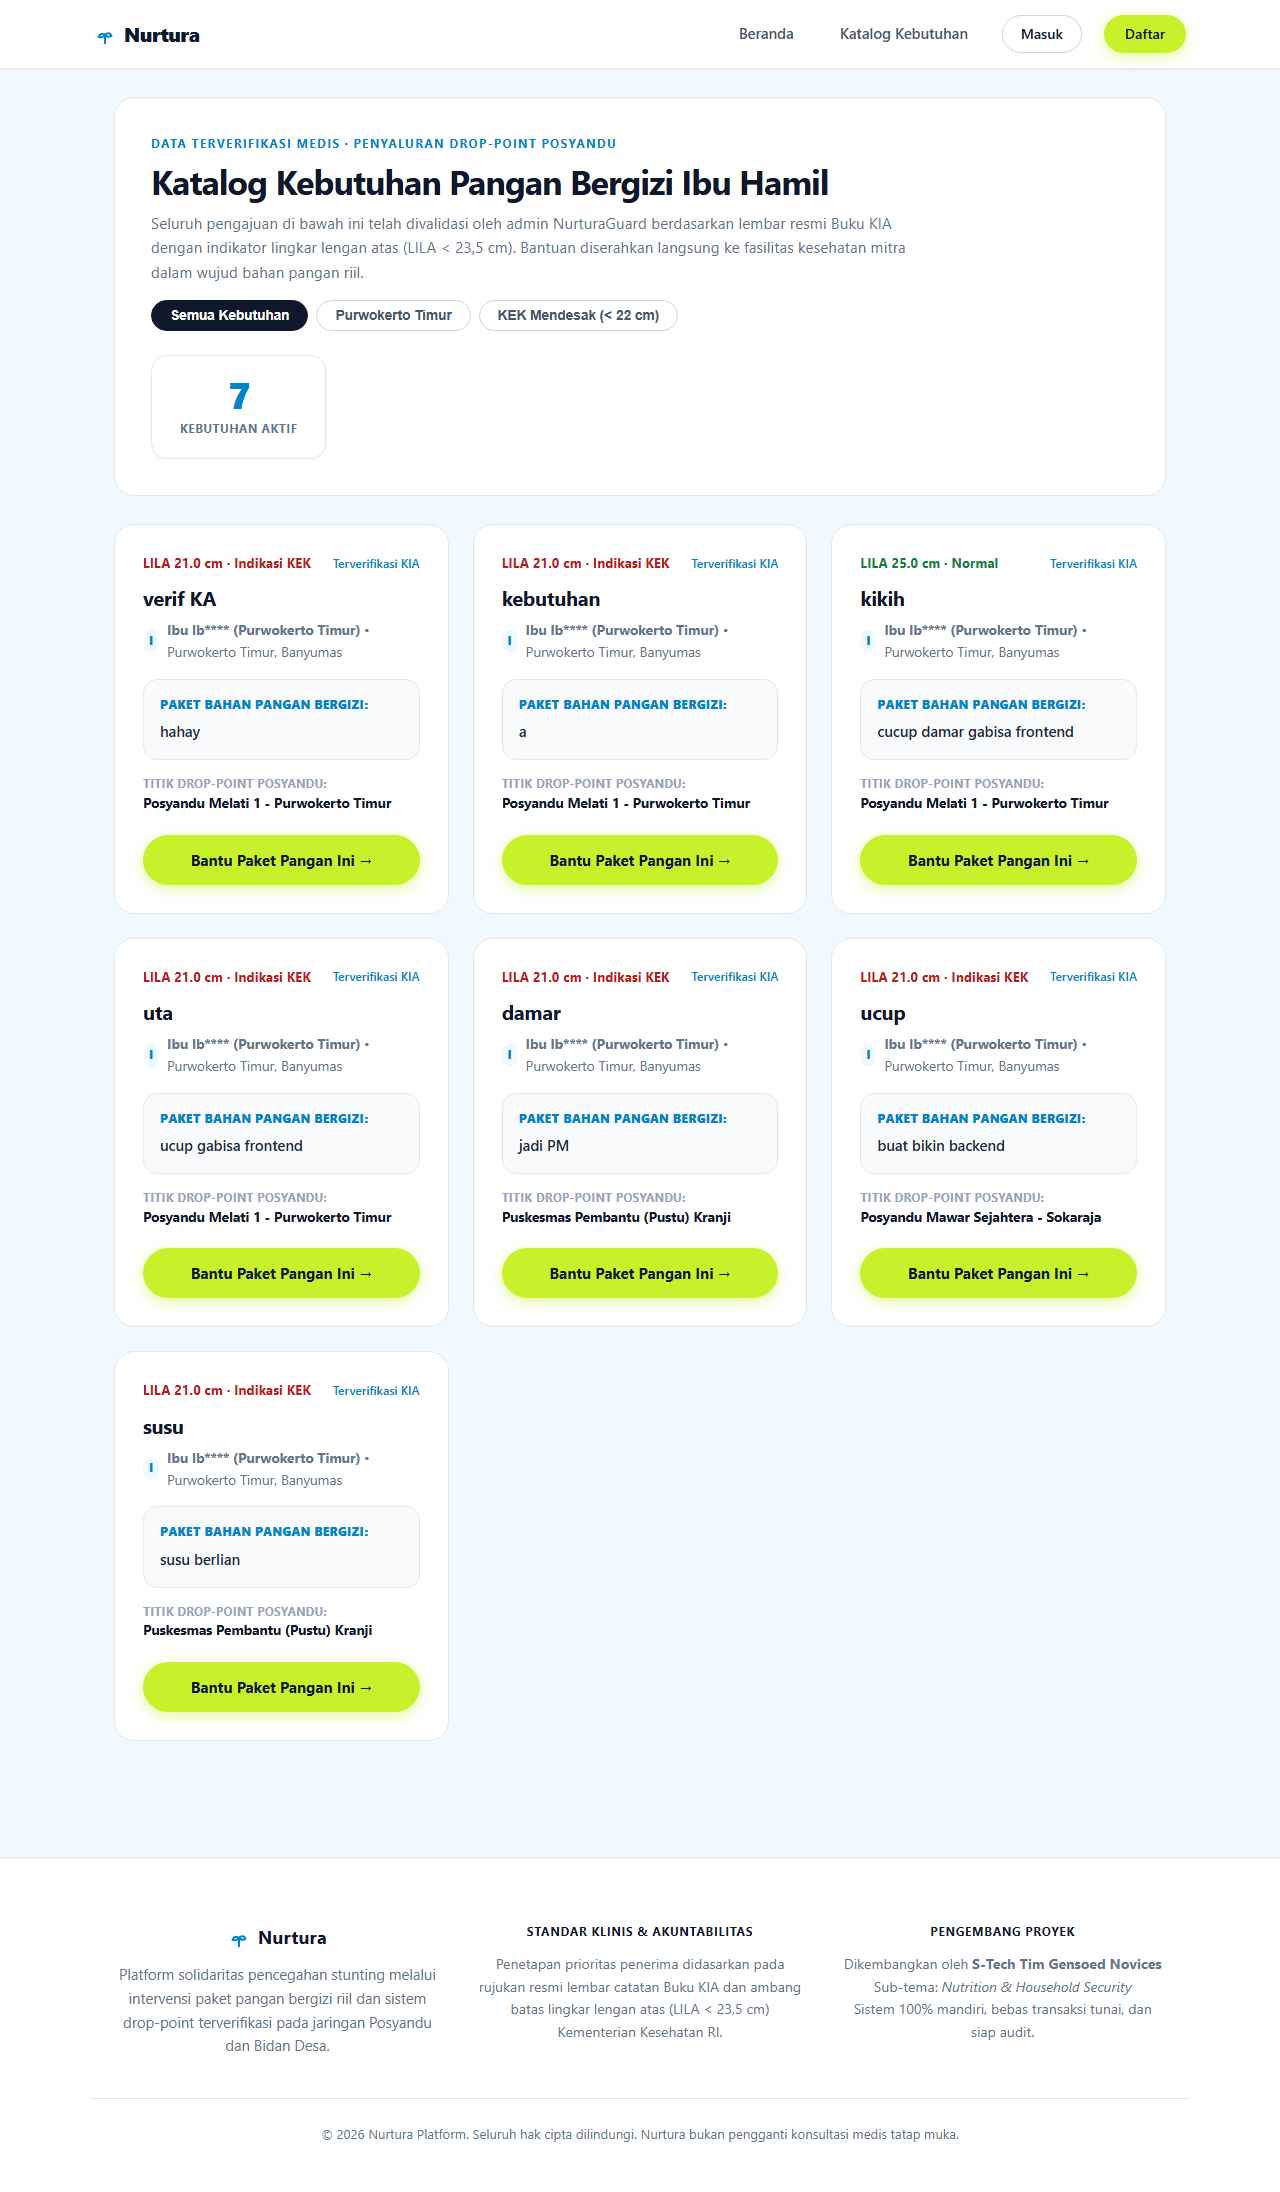 Nurtura
Beranda
Katalog Kebutuhan
Masuk
Daftar
DATA TERVERIFIKASI MEDIS · PENYALURAN DROP-POINT POSYANDU
Katalog Kebutuhan Pangan Bergizi Ibu Hamil
Seluruh pengajuan di bawah ini telah divalidasi oleh admin NurturaGuard berdasarkan lembar resmi Buku KIA
dengan indikator lingkar lengan atas (LILA < 23,5 cm). Bantuan diserahkan langsung ke fasilitas kesehatan mitra
dalam wujud bahan pangan riil.
Semua Kebutuhan
Purwokerto Timur
KEK Mendesak (< 22 cm)
7
KEBUTUHAN AKTIF
LILA 21.0 cm · Indikasi KEK
Terverifikasi KIA
verif KA
I
Ibu Ib**** (Purwokerto Timur) •
Purwokerto Timur, Banyumas
PAKET BAHAN PANGAN BERGIZI:
hahay
TITIK DROP-POINT POSYANDU:
Posyandu Melati 1 - Purwokerto Timur
Bantu Paket Pangan Ini →
LILA 21.0 cm · Indikasi KEK
Terverifikasi KIA
kebutuhan
I
Ibu Ib**** (Purwokerto Timur) •
Purwokerto Timur, Banyumas
PAKET BAHAN PANGAN BERGIZI:
a
TITIK DROP-POINT POSYANDU:
Posyandu Melati 1 - Purwokerto Timur
Bantu Paket Pangan Ini →
LILA 25.0 cm · Normal
Terverifikasi KIA
kikih
I
Ibu Ib**** (Purwokerto Timur) •
Purwokerto Timur, Banyumas
PAKET BAHAN PANGAN BERGIZI:
cucup damar gabisa frontend
TITIK DROP-POINT POSYANDU:
Posyandu Melati 1 - Purwokerto Timur
Bantu Paket Pangan Ini →
LILA 21.0 cm · Indikasi KEK
Terverifikasi KIA
uta
I
Ibu Ib**** (Purwokerto Timur) •
Purwokerto Timur, Banyumas
PAKET BAHAN PANGAN BERGIZI:
ucup gabisa frontend
TITIK DROP-POINT POSYANDU:
Posyandu Melati 1 - Purwokerto Timur
Bantu Paket Pangan Ini →
LILA 21.0 cm · Indikasi KEK
Terverifikasi KIA
damar
I
Ibu Ib**** (Purwokerto Timur) •
Purwokerto Timur, Banyumas
PAKET BAHAN PANGAN BERGIZI:
jadi PM
TITIK DROP-POINT POSYANDU:
Puskesmas Pembantu (Pustu) Kranji
Bantu Paket Pangan Ini →
LILA 21.0 cm · Indikasi KEK
Terverifikasi KIA
ucup
I
Ibu Ib**** (Purwokerto Timur) •
Purwokerto Timur, Banyumas
PAKET BAHAN PANGAN BERGIZI:
buat bikin backend
TITIK DROP-POINT POSYANDU:
Posyandu Mawar Sejahtera - Sokaraja
Bantu Paket Pangan Ini →
LILA 21.0 cm · Indikasi KEK
Terverifikasi KIA
susu
I
Ibu Ib**** (Purwokerto Timur) •
Purwokerto Timur, Banyumas
PAKET BAHAN PANGAN BERGIZI:
susu berlian
TITIK DROP-POINT POSYANDU:
Puskesmas Pembantu (Pustu) Kranji
Bantu Paket Pangan Ini →
Nurtura
Platform solidaritas pencegahan stunting melalui
intervensi paket pangan bergizi riil dan sistem
drop-point terverifikasi pada jaringan Posyandu
dan Bidan Desa.
STANDAR KLINIS & AKUNTABILITAS
Penetapan prioritas penerima didasarkan pada
rujukan resmi lembar catatan Buku KIA dan ambang
batas lingkar lengan atas (LILA < 23,5 cm)
Kementerian Kesehatan RI.
PENGEMBANG PROYEK
Dikembangkan oleh S-Tech Tim Gensoed Novices
Sub-tema: Nutrition & Household Security
Sistem 100% mandiri, bebas transaksi tunai, dan
siap audit.
© 2026 Nurtura Platform. Seluruh hak cipta dilindungi. Nurtura bukan pengganti konsultasi medis tatap muka.